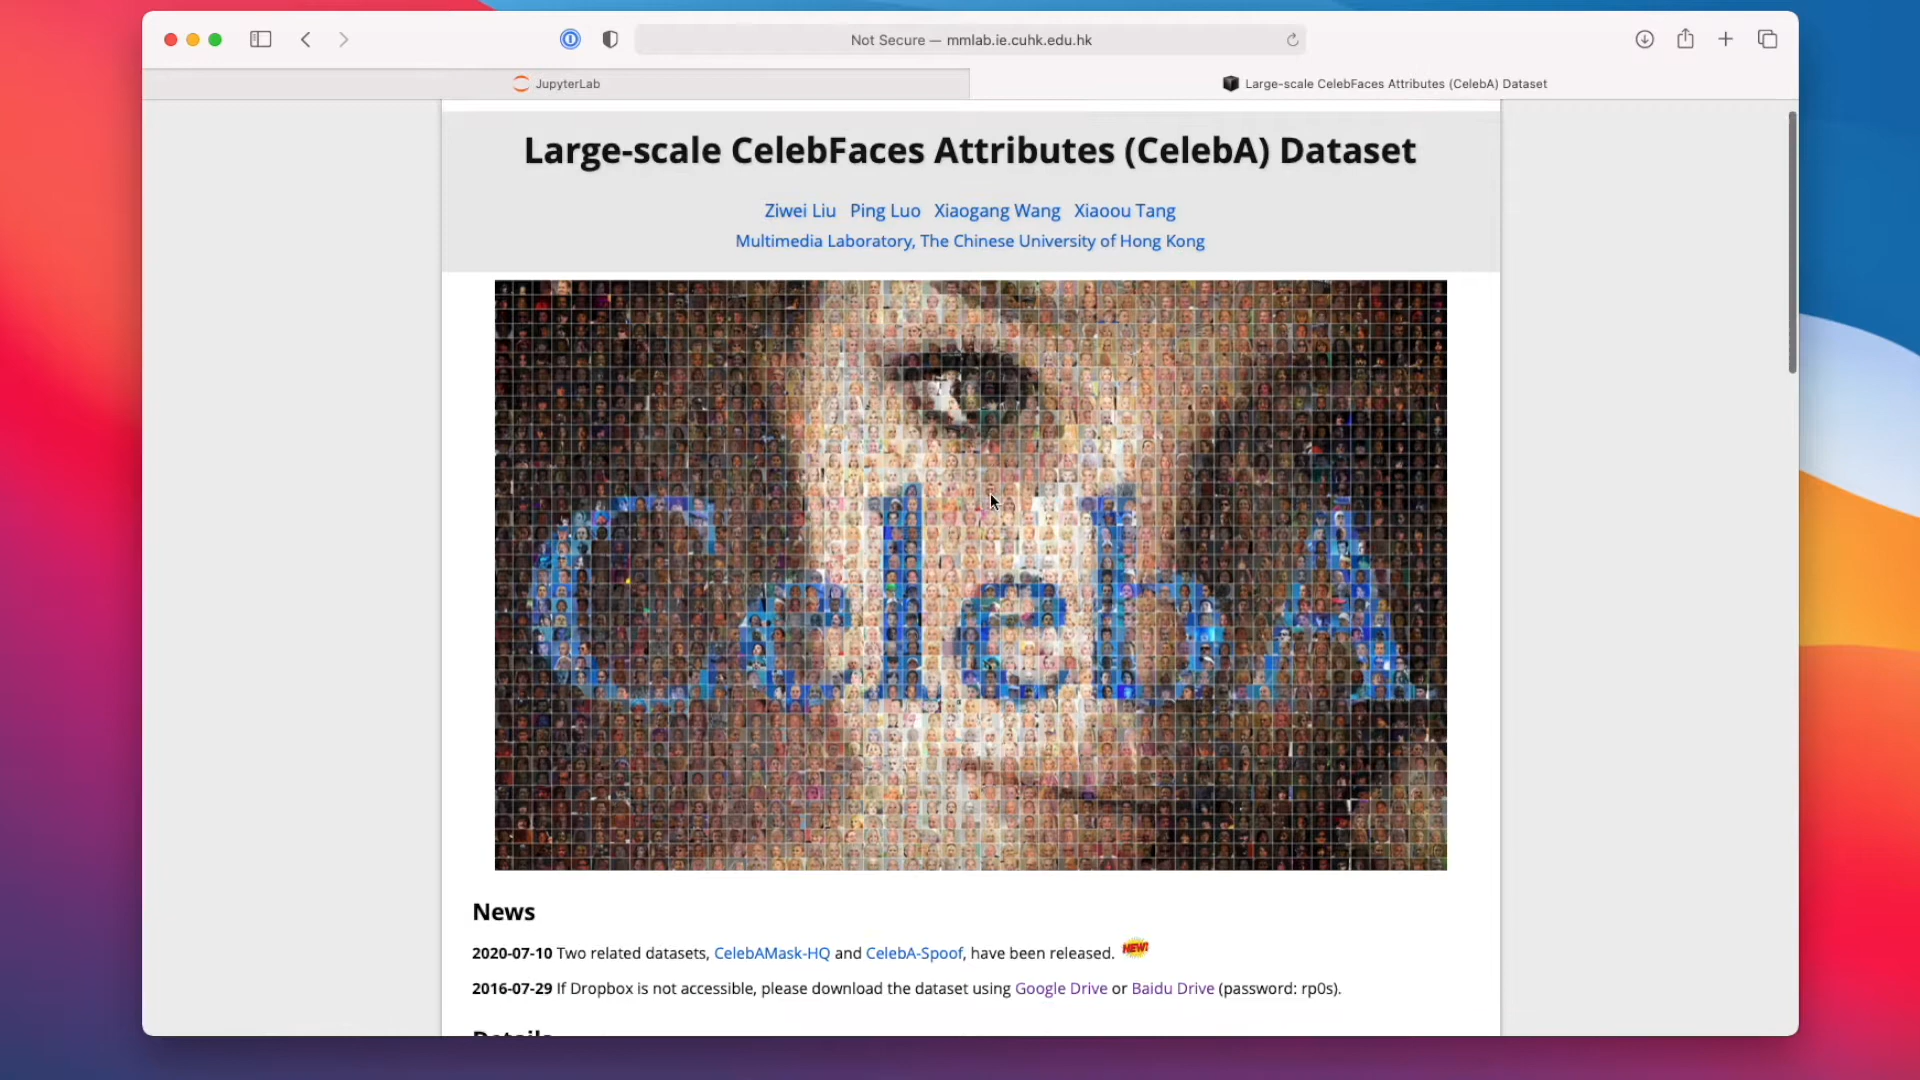 Not Secure — mmlab.ie.cuhk.edu.hk
JupyterLab
Large-scale CelebFaces Attributes (CelebA) Dataset
Large-scale CelebFaces Attributes (CelebA) Dataset
Ziwei Liu Ping Luo Xiaogang Wang Xiaoou Tang
Multimedia Laboratory, The Chinese University of Hong Kong
CelebA
News
2020-07-10 Two related datasets, CelebAMask-HQ and CelebA-Spoof, have been released. NEW!
2016-07-29 If Dropbox is not accessible, please download the dataset using Google Drive or Baidu Drive (password: rp0s).
Details